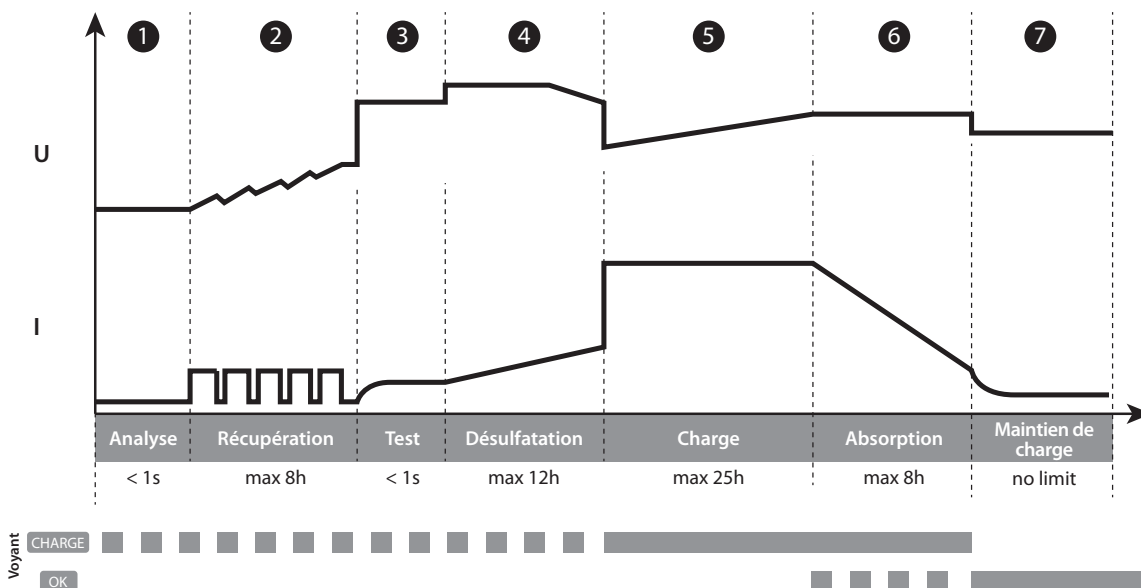 1 2 3 4 5 6 7
U
I
Analyse Récupération Test Désulfatation Charge Absorption Maintien de charge
< 1s max 8h < 1s max 12h max 25h max 8h no limit
Voyant
CHARGE
OK